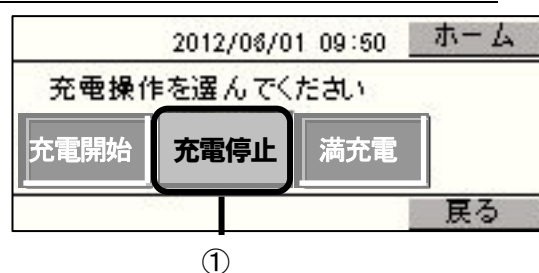 2012/06/01 09:50 ホーム
充電操作を選んでください
充電開始 充電停止 満充電
戻る
①